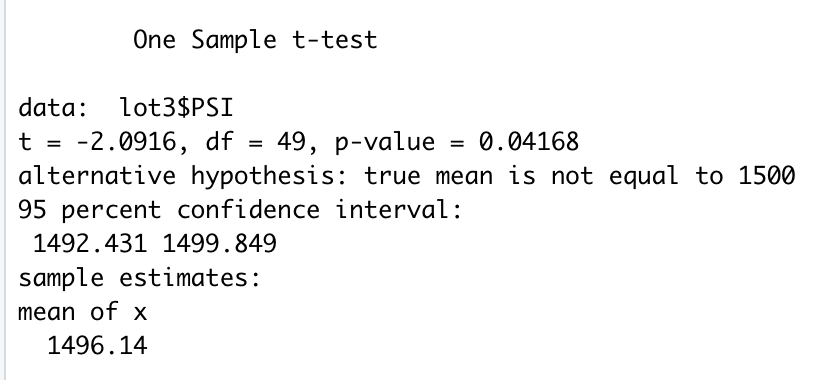 One Sample t-test
data:  lot3$PSI
t = -2.0916, df = 49, p-value = 0.04168
alternative hypothesis: true mean is not equal to 1500
95 percent confidence interval:
1492.431 1499.849
sample estimates:
mean of x
1496.14